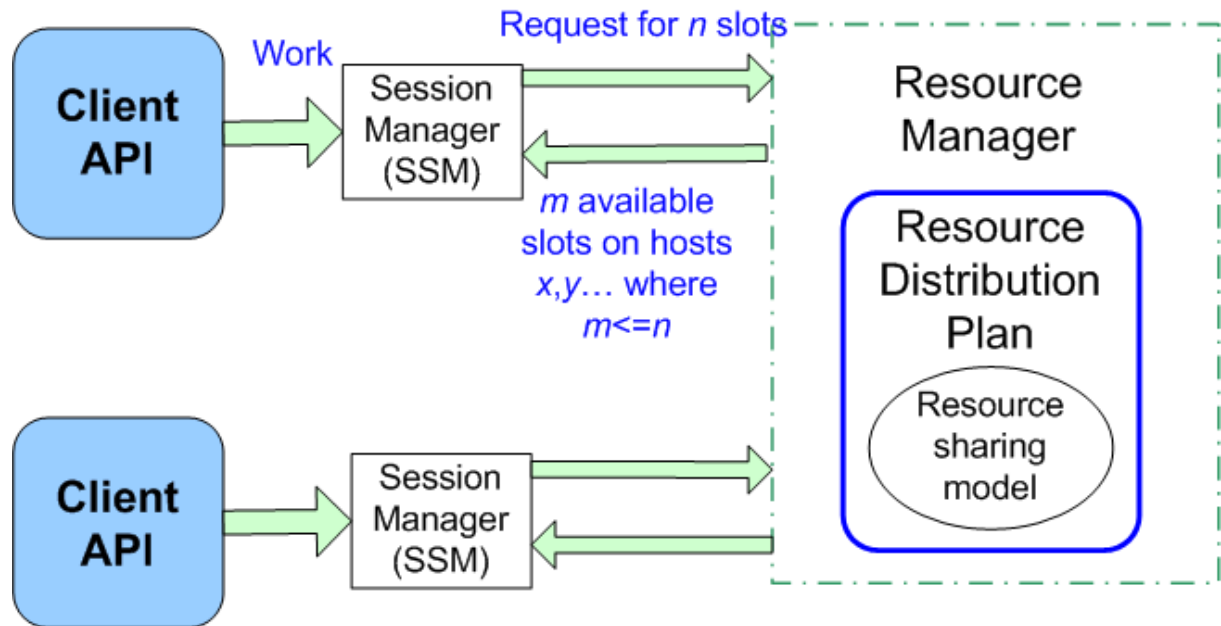 Client
API
Work
Session
Manager
(SSM)
Request for n slots
m available
slots on hosts
x,y… where
m<=n
Resource
Manager
Resource
Distribution
Plan
Resource
sharing
model
Client
API
Session
Manager
(SSM)